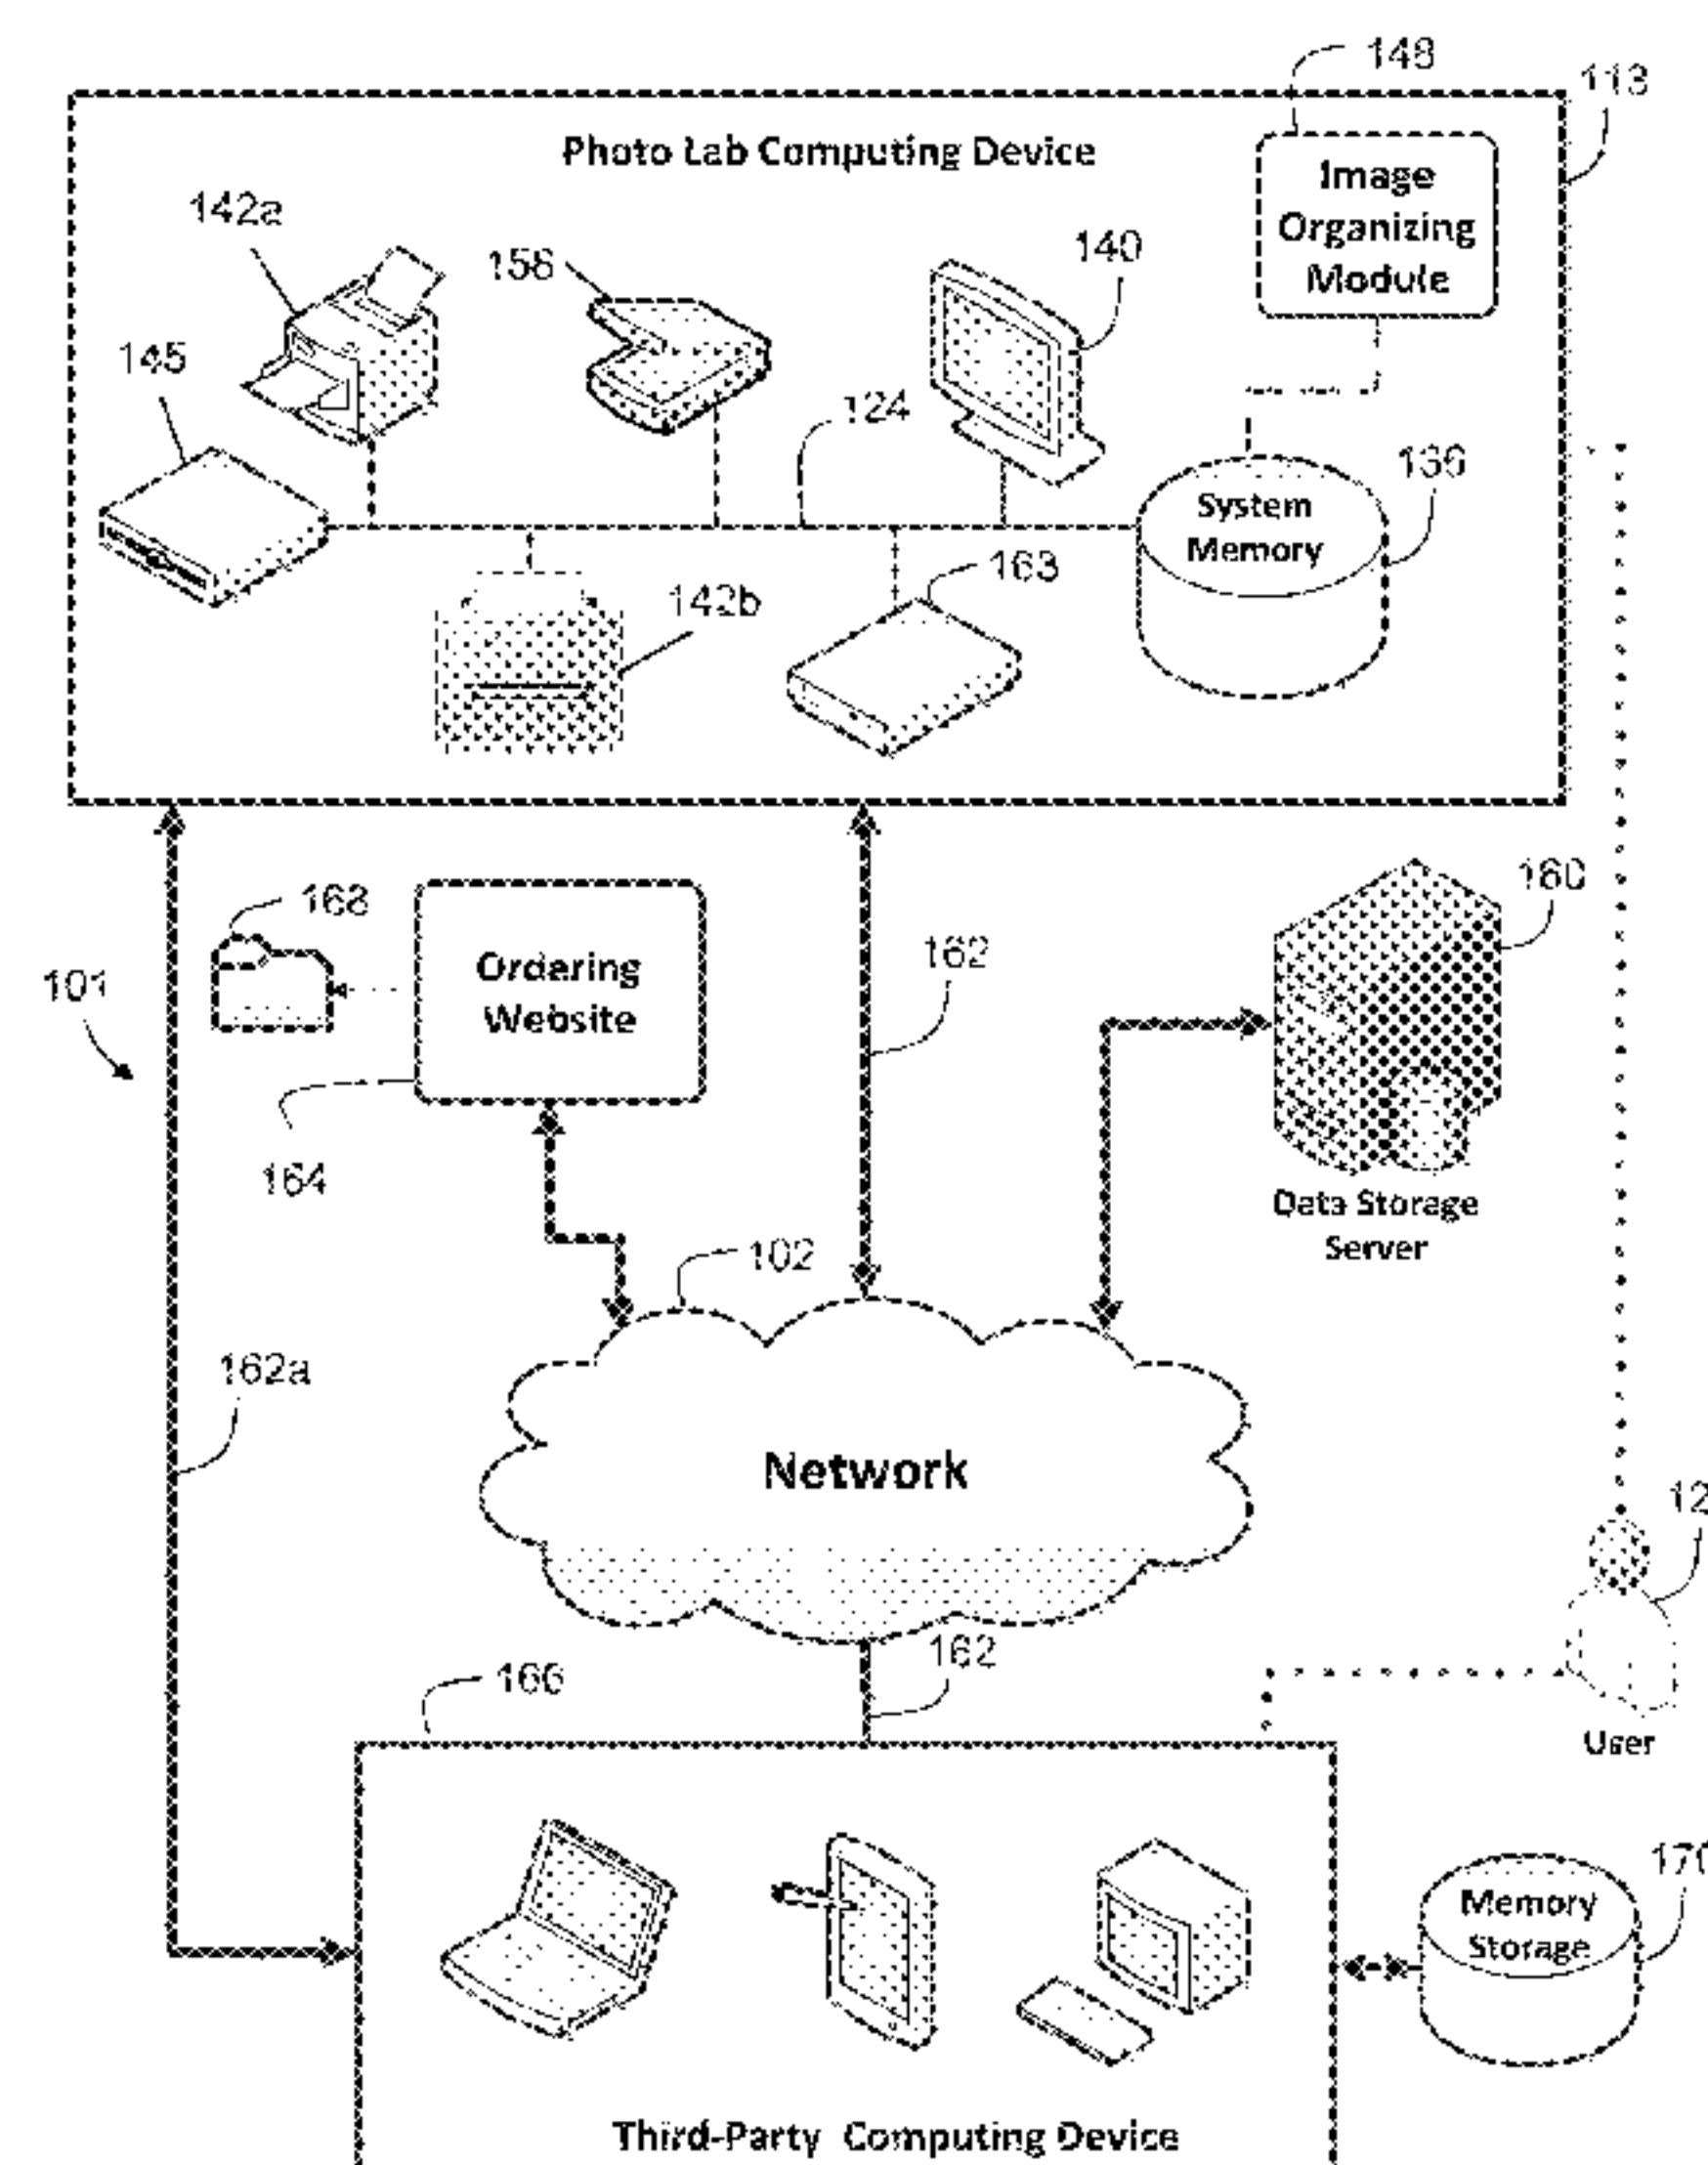 148
113
Photo Lab Computing Device
Image
Organizing
Module
142a
158
140
145
124
136
System
Memory
163
142b
168
160
Ordering
Website
162
101
164
Data Storage
Server
102
162a
Network
162
166
User
170
Memory
Storage
Third-Party Computing Device